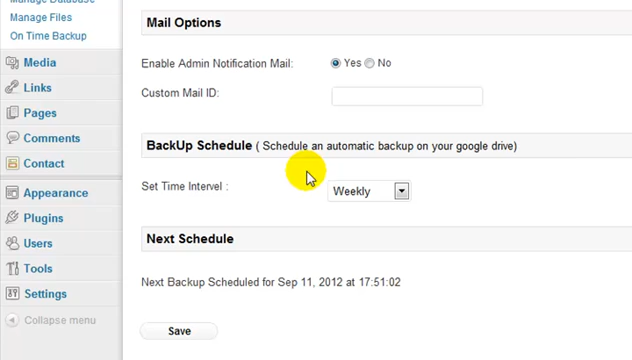 Manage Database
Manage Files
On Time Backup
Media
Links
Pages
Comments
Contact
Appearance
Plugins
Users
Tools
Settings
Collapse menu
Mail Options
Enable Admin Notification Mail: Yes No
Custom Mail ID:
BackUp Schedule ( Schedule an automatic backup on your google drive)
Set Time Intervel : Weekly
Next Schedule
Next Backup Scheduled for Sep 11, 2012 at 17:51:02
Save